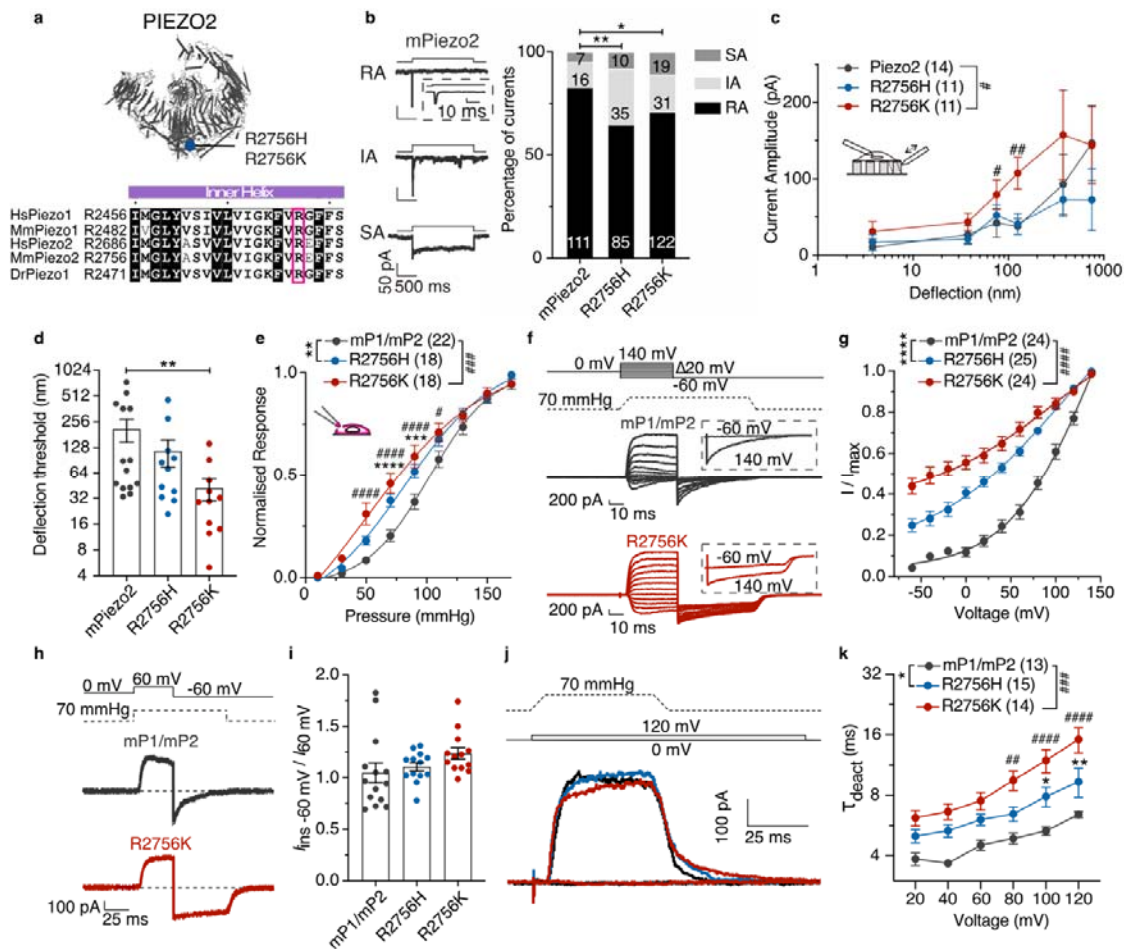 a
PIEZO2
R2756H
R2756K
Inner Helix
HsPiezo1 R2456 IMGLYVSIVLVIGKFVRGFFS
MmPiezo1 R2482 IVGLYVSIVLVIGKFVRGFFS
HsPiezo2 R2686 IMGLYASVVLVIGKFVREFFS
MmPiezo2 R2756 IMGLYASVVLVIGKFVREFFS
DrPiezo1 R2471 IMGLYVSIVLVIGKFVRGFFS
b
mPiezo2
RA
10 ms
IA
SA
50 pA
500 ms
*
**
Percentage of currents
100
50
0
7
16
111
10
35
85
19
31
122
mPiezo2
R2756H
R2756K
SA
IA
RA
c
Current Amplitude (pA)
200
100
0
Piezo2 (14)
R2756H (11)
R2756K (11)
#
#
##
1
10
100
1000
Deflection (nm)
d
Deflection threshold (nm)
1024
512
256
128
64
32
16
8
4
**
mPiezo2
R2756H
R2756K
e
Normalised Response
1.0
0.5
0.0
**
mP1/mP2 (22)
R2756H (18)
R2756K (18)
###
####
####
****
####
***
#
0
50
100
150
Pressure (mmHg)
f
0 mV
140 mV
Δ20 mV
-60 mV
70 mmHg
mP1/mP2
-60 mV
140 mV
200 pA
10 ms
R2756K
-60 mV
140 mV
200 pA
10 ms
g
****
mP1/mP2 (24)
R2756H (25)
R2756K (24)
####
I / Imax
1.0
0.8
0.6
0.4
0.2
0.0
-50
0
50
100
150
Voltage (mV)
h
0 mV
60 mV
-60 mV
70 mmHg
mP1/mP2
R2756K
100 pA
25 ms
i
Iins -60 mV / I60 mV
2.0
1.5
1.0
0.5
0
mP1/mP2
R2756H
R2756K
j
70 mmHg
120 mV
0 mV
100 pA
25 ms
k
τdeact (ms)
32
16
8
4
*
mP1/mP2 (13)
R2756H (15)
R2756K (14)
###
##
####
*
####
**
20
40
60
80
100
120
Voltage (mV)